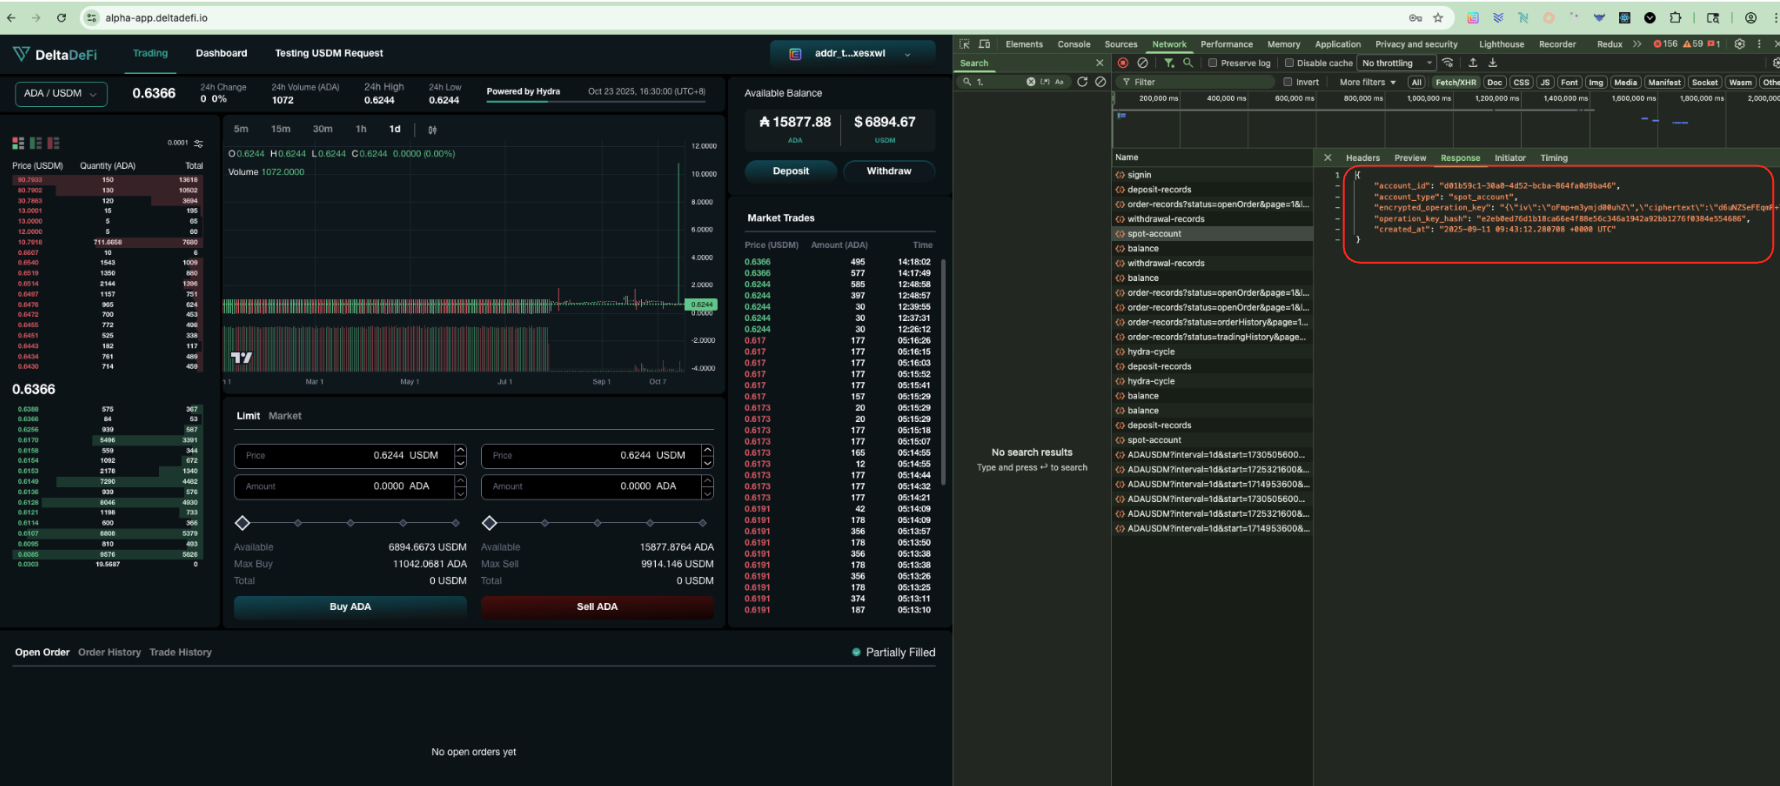 alpha-app.deltadefi.io
DeltaDeFi
Trading
Dashboard
Testing USDM Request
addr_t...xesxwl
ADA / USDM
0.6366
24h Change
0 0%
24h Volume (ADA)
1072
24h High
0.6244
24h Low
0.6244
Powered by Hydra
Oct 23 2025, 16:30:00 (UTC+8)
0.0001
Price (USDM) Quantity (ADA) Total
90.7932 150 13618
80.7902 130 10502
30.7863 120 3694
13.0001 15 195
13.0000 5 65
12.0000 5 60
10.7918 711.6658 7680
0.6607 10 6
0.6540 1543 1009
0.6519 1350 880
0.6514 2144 1396
0.6497 1157 751
0.6476 965 624
0.6472 700 453
0.6455 772 498
0.6451 525 338
0.6443 182 117
0.6434 761 489
0.6430 714 459
0.6366
0.6388 575 367
0.6366 84 53
0.6256 939 587
0.6170 5496 3391
0.6158 559 344
0.6154 1092 672
0.6153 2178 1340
0.6149 7290 4482
0.6136 939 576
0.6128 8046 4930
0.6121 1198 733
0.6114 600 366
0.6107 8808 5379
0.6095 810 493
0.6085 9576 5826
0.0303 19.5687 0
5m 15m 30m 1h 1d
O0.6244 H0.6244 L0.6244 C0.6244 0.0000 (0.00%)
Volume 1072.0000
12.0000
10.0000
8.0000
6.0000
4.0000
2.0000
0.6244
0.0000
-2.0000
-4.0000
Mar 1 May 1 Jul 1 Sep 1 Oct 7
Limit Market
Price 0.6244 USDM
Amount 0.0000 ADA
Available 6894.6673 USDM
Max Buy 11042.0681 ADA
Total 0 USDM
Buy ADA
Price 0.6244 USDM
Amount 0.0000 ADA
Available 15877.8764 ADA
Max Sell 9914.146 USDM
Total 0 USDM
Sell ADA
Available Balance
₳ 15877.88
ADA
$ 6894.67
USDM
Deposit
Withdraw
Market Trades
Price (USDM) Amount (ADA) Time
0.6366 495 14:18:02
0.6366 577 14:17:49
0.6244 585 12:48:58
0.6244 397 12:48:57
0.6244 30 12:39:55
0.6244 30 12:37:31
0.6244 30 12:26:12
0.617 177 05:16:26
0.617 177 05:16:15
0.617 177 05:16:03
0.617 177 05:15:52
0.617 177 05:15:41
0.617 157 05:15:29
0.6173 20 05:15:29
0.6173 20 05:15:29
0.6173 177 05:15:18
0.6173 177 05:15:07
0.6173 165 05:14:55
0.6173 12 05:14:55
0.6173 177 05:14:44
0.6173 177 05:14:32
0.6173 177 05:14:21
0.6191 42 05:14:09
0.6191 178 05:14:09
0.6191 356 05:13:57
0.6191 178 05:13:50
0.6191 356 05:13:38
0.6191 178 05:13:38
0.6191 356 05:13:26
0.6191 178 05:13:25
0.6191 374 05:13:11
0.6191 187 05:13:10
Open Order Order History Trade History
Partially Filled
No open orders yet
Elements Console Sources Network Performance Memory Application Privacy and security Lighthouse Recorder Redux 156 59 1
Search
Preserve log Disable cache No throttling
1.
Aa
Filter
Invert More filters All Fetch/XHR Doc CSS JS Font Img Media Manifest Socket Wasm Othe
200,000 ms 400,000 ms 600,000 ms 800,000 ms 1,000,000 ms 1,200,000 ms 1,400,000 ms 1,600,000 ms 1,800,000 ms 2,000,00
No search results
Type and press ↵ to search
Name
signin
deposit-records
order-records?status=openOrder&page=1&l...
withdrawal-records
spot-account
balance
withdrawal-records
balance
order-records?status=openOrder&page=1&l...
order-records?status=openOrder&page=1&l...
order-records?status=orderHistory&page=1...
order-records?status=tradingHistory&page...
hydra-cycle
deposit-records
hydra-cycle
balance
balance
deposit-records
spot-account
ADAUSDM?interval=1d&start=1730505600...
ADAUSDM?interval=1d&start=1725321600&...
ADAUSDM?interval=1d&start=1714953600&...
ADAUSDM?interval=1d&start=1730505600...
ADAUSDM?interval=1d&start=1725321600&...
ADAUSDM?interval=1d&start=1714953600&...
Headers Preview Response Initiator Timing
1 {
"account_id": "d01b59c1-30a0-4d52-bcba-864fa0d9ba46",
"account_type": "spot_account",
"encrypted_operation_key": "{\"iv\":\"oFmp+m3ymjd00uhZ\",\"ciphertext\":\"d6uNZSeFEqmR+
"operation_key_hash": "e2eb0ed76d1b18ca66e4f88e56c346a1942a92bb1276f0384e554686",
"created_at": "2025-09-11 09:43:12.280708 +0000 UTC"
}